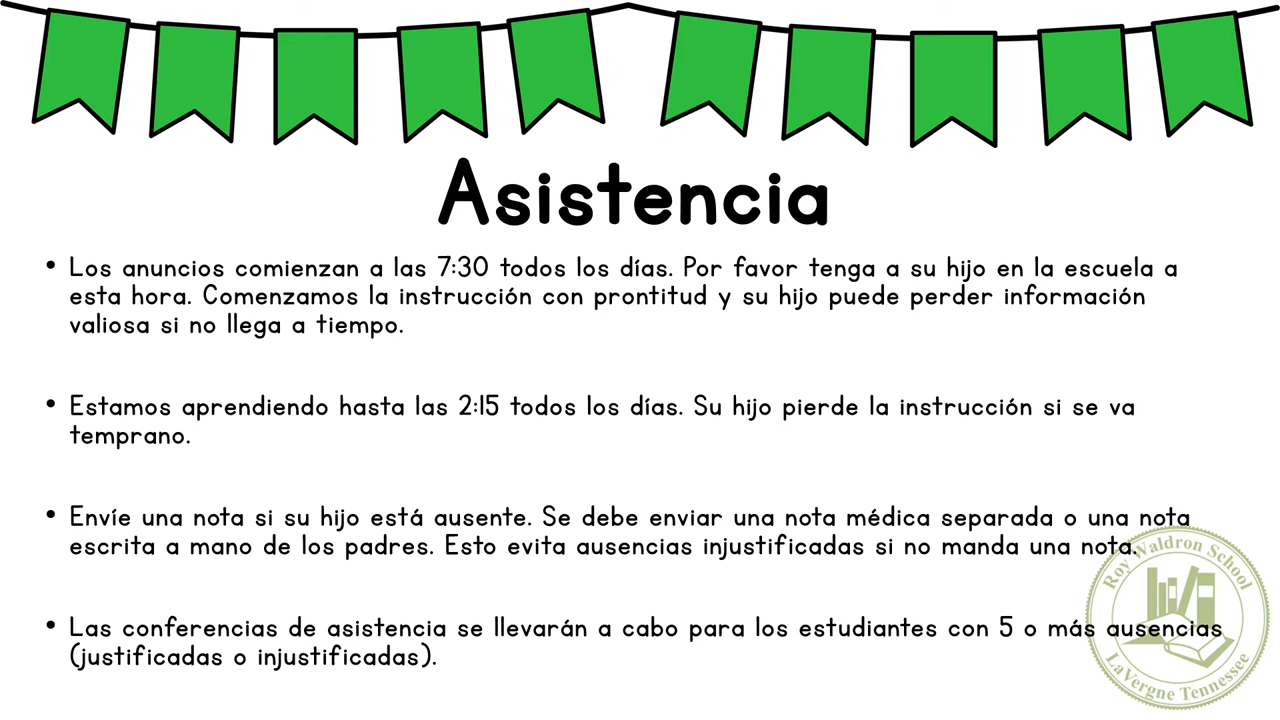 Asistencia
• Los anuncios comienzan a las 7:30 todos los días. Por favor tenga a su hijo en la escuela a
esta hora. Comenzamos la instrucción con prontitud y su hijo puede perder información
valiosa si no llega a tiempo.
• Estamos aprendiendo hasta las 2:15 todos los días. Su hijo pierde la instrucción si se va
temprano.
• Envíe una nota si su hijo está ausente. Se debe enviar una nota médica separada o una nota
escrita a mano de los padres. Esto evita ausencias injustificadas si no manda una nota.
• Las conferencias de asistencia se llevarán a cabo para los estudiantes con 5 o más ausencias
(justificadas o injustificadas).
Roy Waldron School
LaVergne Tennessee